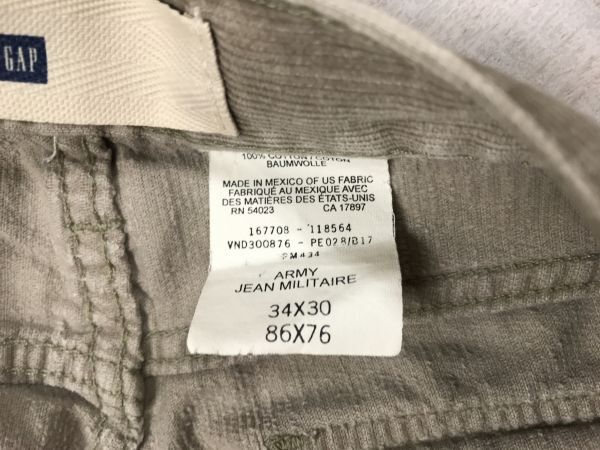 GAP
100% COTTON / COTON
BAUMWOLLE
MADE IN MEXICO OF US FABRIC
FABRIQUÉ AU MEXIQUE AVEC
DES MATIÈRES DES ÉTATS-UNIS
RN 54023 CA 17897
167708 - 118564
VND300876 - PE028/B17
ARMY
JEAN MILITAIRE
34X30
86X76